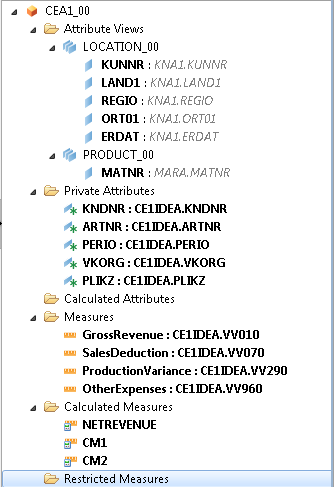 CEA1_00
Attribute Views
LOCATION_00
KUNNR : KNA1.KUNNR
LAND1 : KNA1.LAND1
REGIO : KNA1.REGIO
ORT01 : KNA1.ORT01
ERDAT : KNA1.ERDAT
PRODUCT_00
MATNR : MARA.MATNR
Private Attributes
KNDNR : CE1IDEA.KNDNR
ARTNR : CE1IDEA.ARTNR
PERIO : CE1IDEA.PERIO
VKORG : CE1IDEA.VKORG
PLIKZ : CE1IDEA.PLIKZ
Calculated Attributes
Measures
GrossRevenue : CE1IDEA.VV010
SalesDeduction : CE1IDEA.VV070
ProductionVariance : CE1IDEA.VV290
OtherExpenses : CE1IDEA.VV960
Calculated Measures
NETREVENUE
CM1
CM2
Restricted Measures